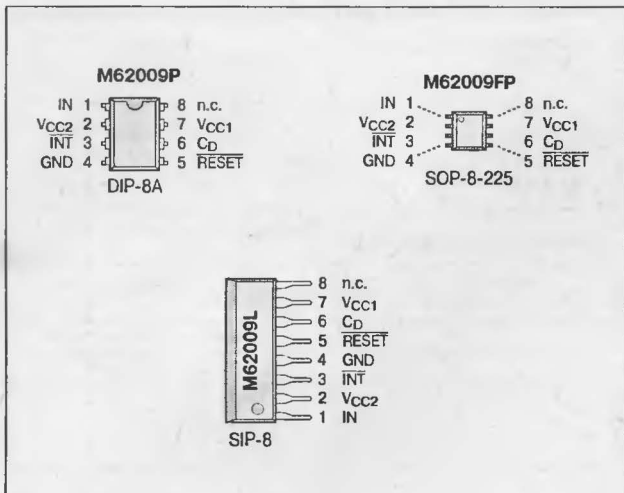 M62009P
IN 1 8 n.c.
VCC2 2 7 VCC1
INT 3 6 CD
GND 4 5 RESET
DIP-8A
M62009FP
IN 1 8 n.c.
VCC2 2 7 VCC1
INT 3 6 CD
GND 4 5 RESET
SOP-8-225
M62009L
8 n.c.
7 VCC1
6 CD
5 RESET
4 GND
3 INT
2 VCC2
1 IN
SIP-8